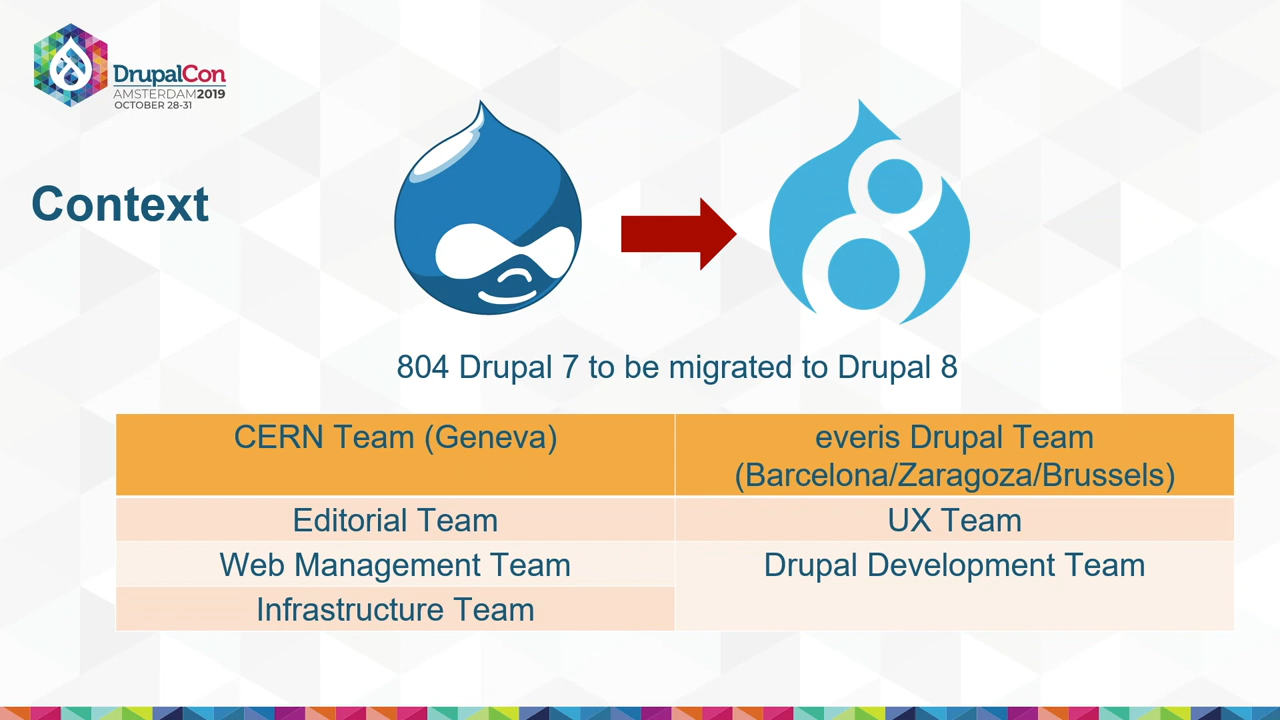 DrupalCon
AMSTERDAM2019
OCTOBER 28-31
Context
804 Drupal 7 to be migrated to Drupal 8
CERN Team (Geneva)
everis Drupal Team
(Barcelona/Zaragoza/Brussels)
Editorial Team
UX Team
Web Management Team
Drupal Development Team
Infrastructure Team